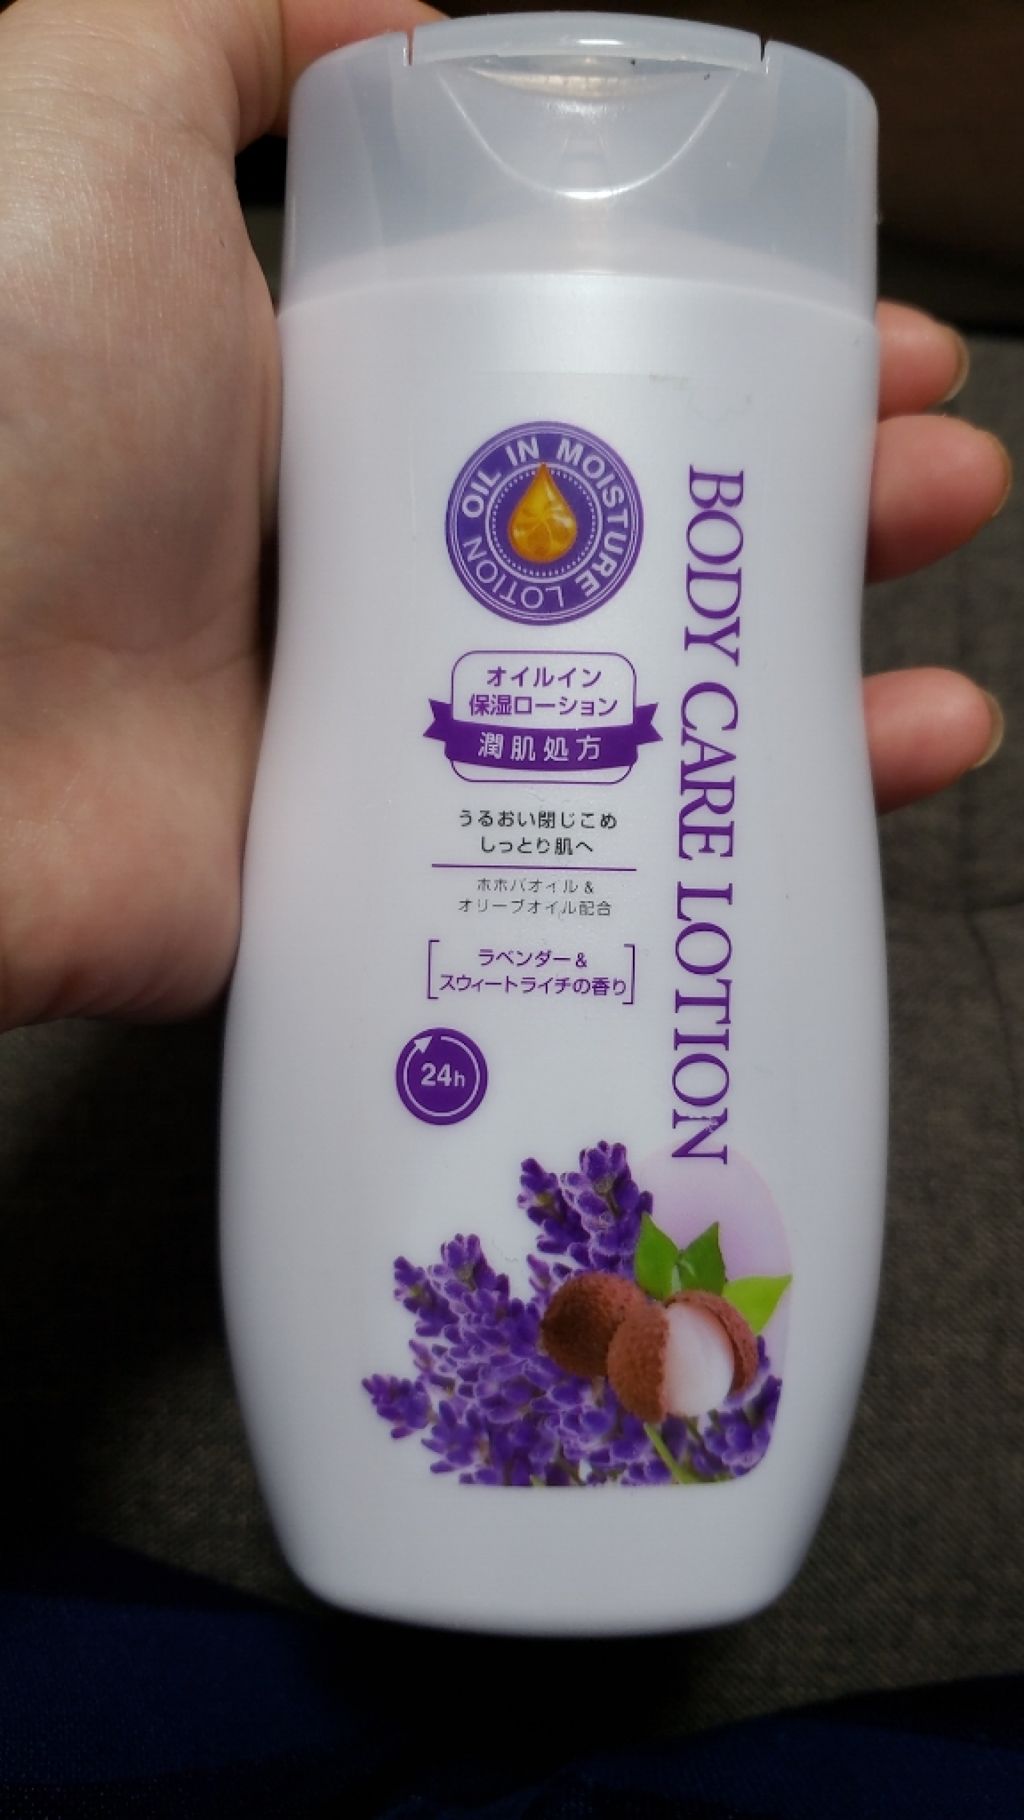 OIL IN MOISTURE LOTION
オイルイン
保湿ローション
潤肌処方
うるおい閉じこめ
しっとり肌へ
ホホバオイル&
オリーブオイル配合
ラベンダー&
スウィートライチの香り
24h
BODY CARE LOTION